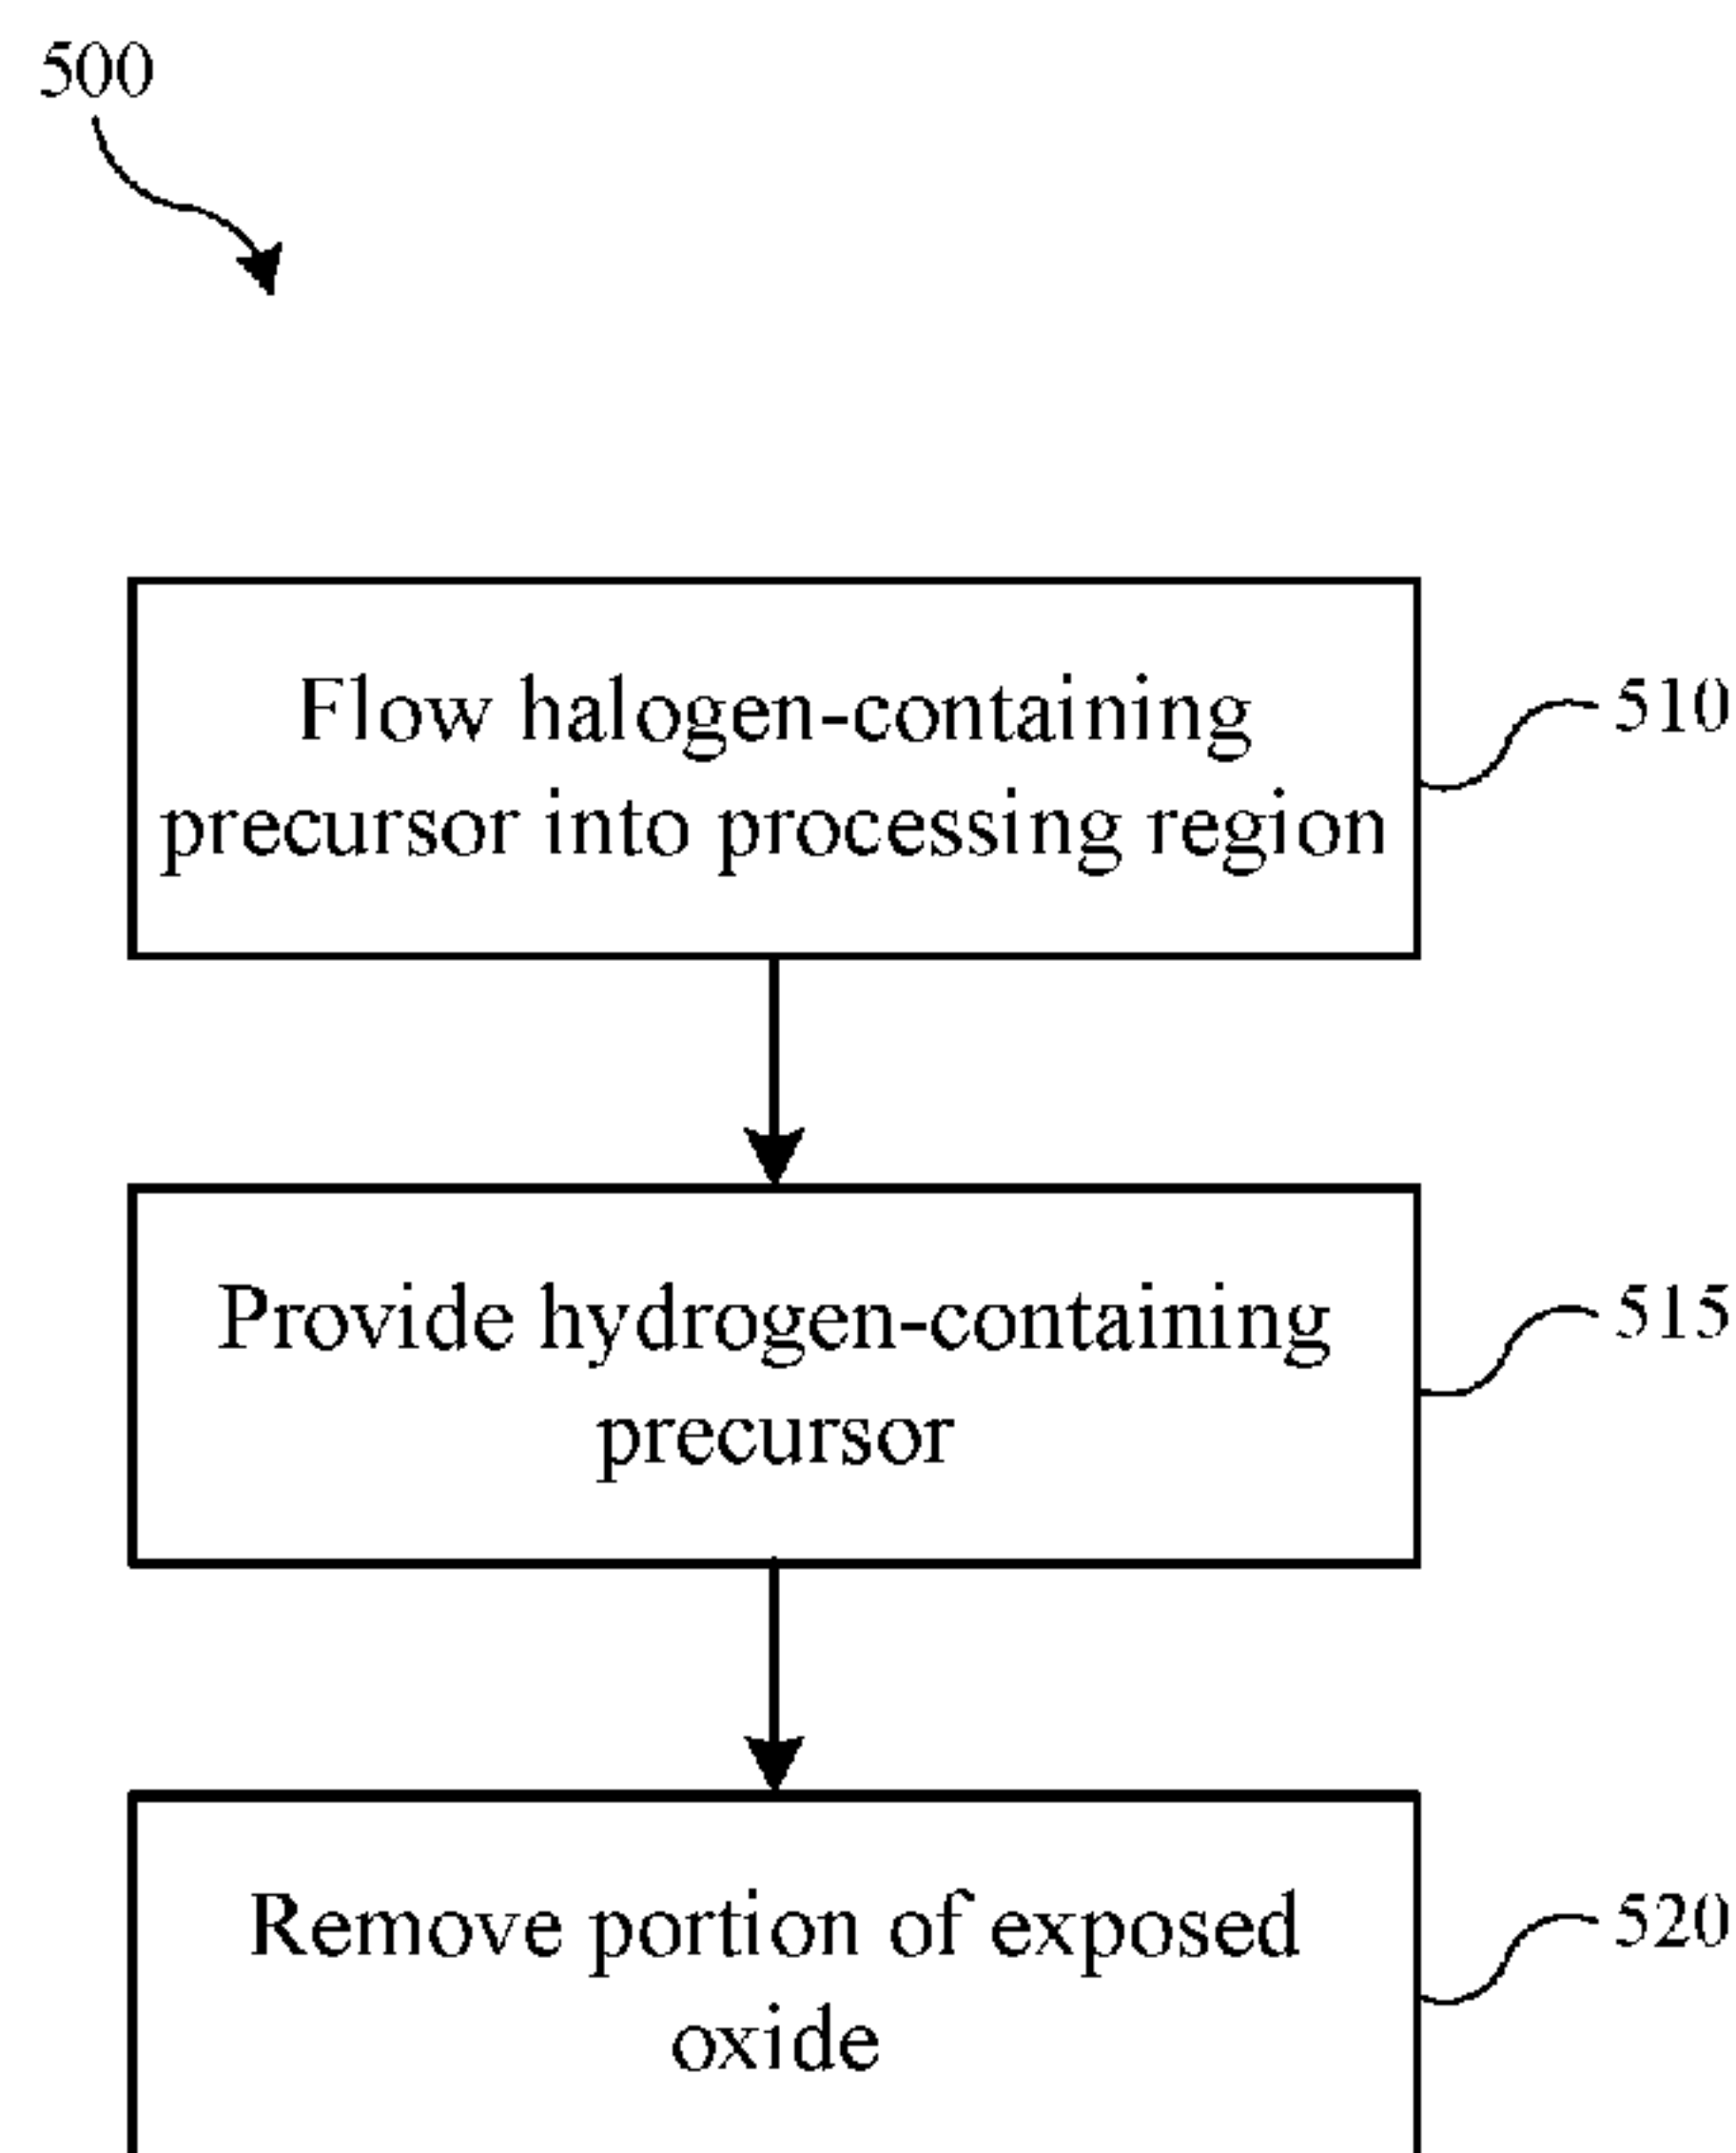 500
Flow halogen-containing
precursor into processing region
510
Provide hydrogen-containing
precursor
515
Remove portion of exposed
oxide
520